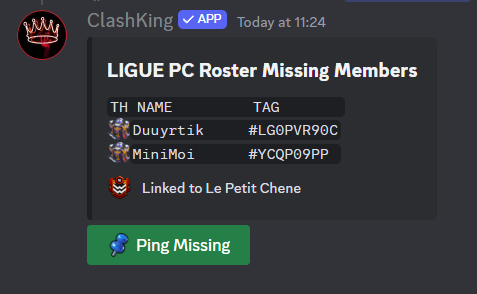 ClashKing ✓ APP Today at 11:24
LIGUE PC Roster Missing Members
TH NAME TAG
Duuyrtik #LG0PVR90C
MiniMoi #YCQP09PP
Linked to Le Petit Chene
Ping Missing